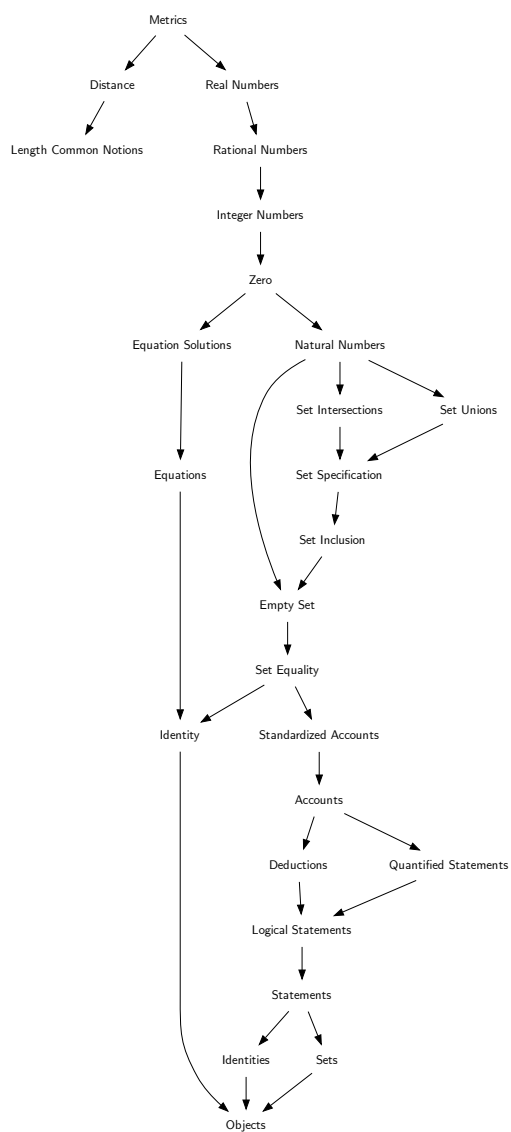 Metrics
Distance
Real Numbers
Length Common Notions
Rational Numbers
Integer Numbers
Zero
Equation Solutions
Natural Numbers
Set Intersections
Set Unions
Equations
Set Specification
Set Inclusion
Empty Set
Set Equality
Identity
Standardized Accounts
Accounts
Deductions
Quantified Statements
Logical Statements
Statements
Identities
Sets
Objects